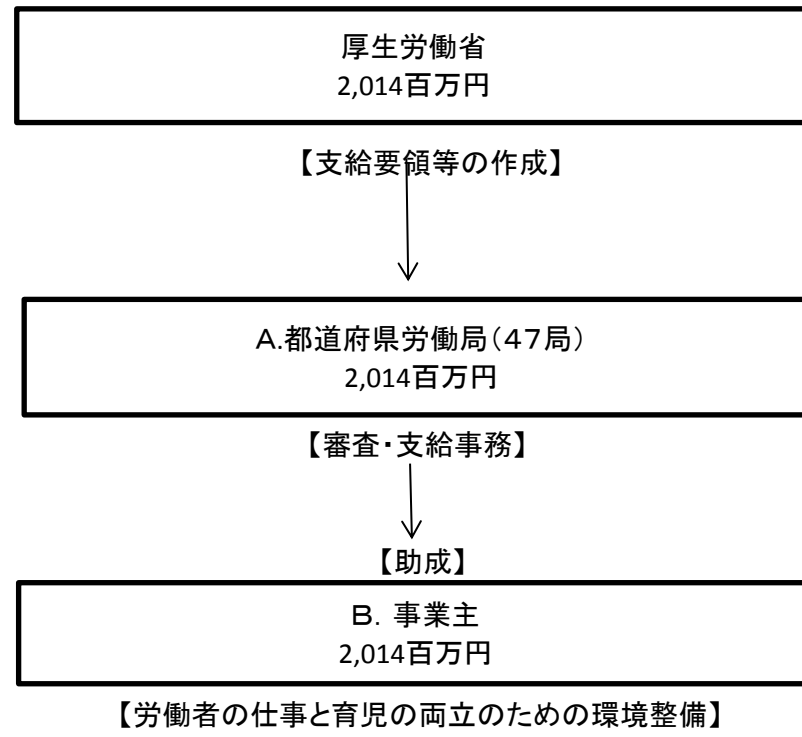 厚生労働省
2,014百万円
【支給要領等の作成】
A.都道府県労働局(47局)
2,014百万円
【審査・支給事務】
【助成】
B. 事業主
2,014百万円
【労働者の仕事と育児の両立のための環境整備】